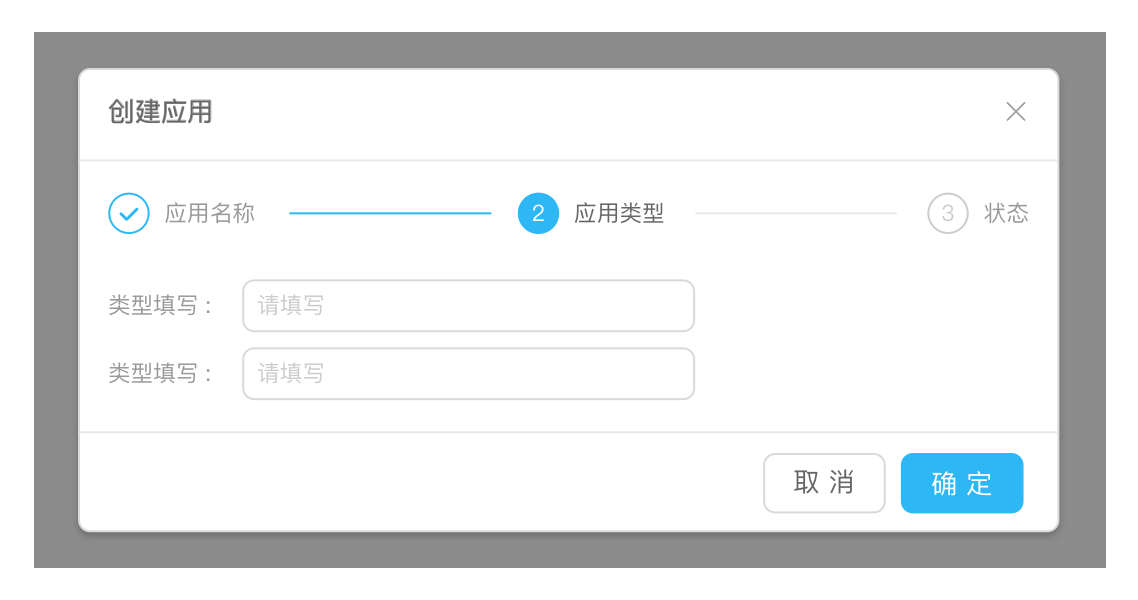 创建应用
应用名称 2 应用类型 3 状态
类型填写： 请填写
类型填写： 请填写
取 消 确 定